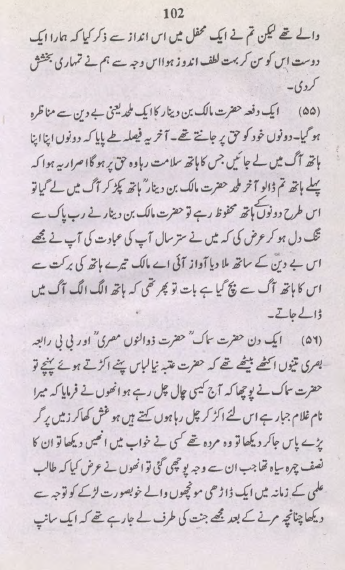 102
والے تھے لیکن تم نے ایک محفل میں اس انداز سے ذکر کیا کہ ہمارا ایک
دوست اس کو سن کر بہت لطف اندوز ہوا اس وجہ سے ہم نے تمہاری بخشش
کر دی۔
(۵۵) ایک دفعہ حضرت مالک بن دینار کا ایک ملحد یعنی بے دین سے مناظرہ
ہو گیا۔ دونوں خود کو حق پر جانتے تھے۔ آخر یہ فیصلہ طے پایا کہ دونوں اپنا اپنا
ہاتھ آگ میں لے جائیں جس کا ہاتھ سلامت رہا وہ حق پر ہو گا اصرار یہ ہوا کہ
پہلے ہاتھ تم ڈالو آخر ملحد حضرت مالک بن دینارؒ ہاتھ پکڑ کر آگ میں لے گیا تو
اس طرح دونوں کے ہاتھ محفوظ رہے تو حضرت مالک بن دینار نے رب پاک سے
تنگ دل ہو کر عرض کی کہ میں نے ستر سال آپ کی عبادت کی آپ نے مجھے
اس بے دین کے ساتھ ملا دیا آواز آئی اے مالک تیرے ہاتھ کی برکت سے
اس کا ہاتھ آگ سے بچ گیا ہے بات تو پھر تھی کہ ہاتھ الگ الگ آگ میں
ڈالے جاتے۔
(۵۶) ایک دن حضرت سماکؒ حضرت ذوالنون مصریؒ اور بی بی رابعہ
بصری تینوں اکٹھے بیٹھے تھے کہ حضرت عتبہ نیا لباس پہنے اکڑتے ہوئے پہنچے تو
حضرت سماک نے پوچھا کہ آج کیسی چال چل رہے ہو انھوں نے فرمایا کہ میرا
نام غلام جبار ہے اس لئے اکڑ کر چل رہا ہوں کہتے ہیں ہو غش کھا کر زمیں پر گر
پڑے پاس جا کر دیکھا تو وہ مردہ تھے کسی نے خواب میں انھیں دیکھا تو ان کا
نصف چہرہ سیاہ تھا جب ان سے وجہ پوچھی گئی تو انھوں نے عرض کیا کہ طالب
علمی کے زمانہ میں ایک ڈاڑھی مونچھوں والے خوبصورت لڑکے کو توجہ سے
دیکھا چنانچہ مرنے کے بعد مجھے جنت کی طرف لے جا رہے تھے کہ ایک سانپ